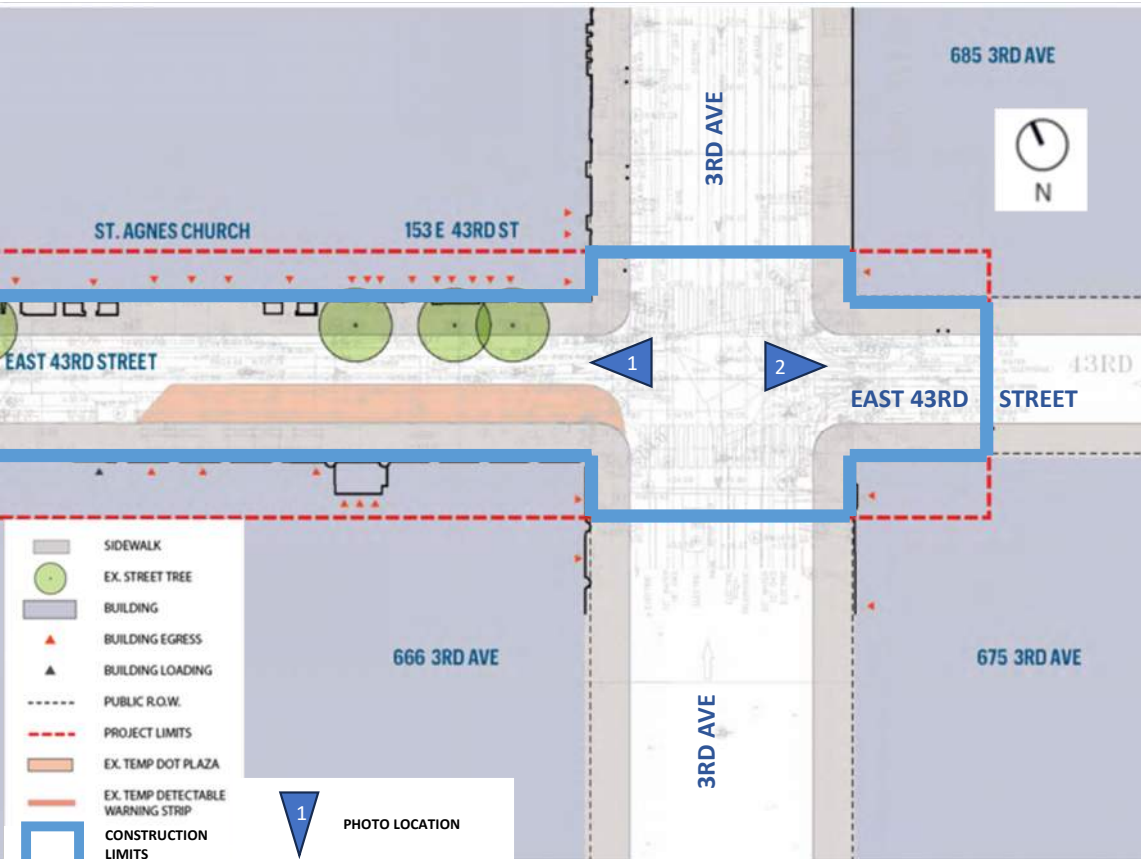 685 3RD AVE
3RD AVE
N
ST. AGNES CHURCH
153 E 43RD ST
EAST 43RD STREET
1
2
43RD
EAST 43RD STREET
SIDEWALK
EX. STREET TREE
BUILDING
BUILDING EGRESS
BUILDING LOADING
PUBLIC R.O.W.
PROJECT LIMITS
EX. TEMP DOT PLAZA
EX. TEMP DETECTABLE
WARNING STRIP
CONSTRUCTION
LIMITS
1
PHOTO LOCATION
666 3RD AVE
3RD AVE
675 3RD AVE